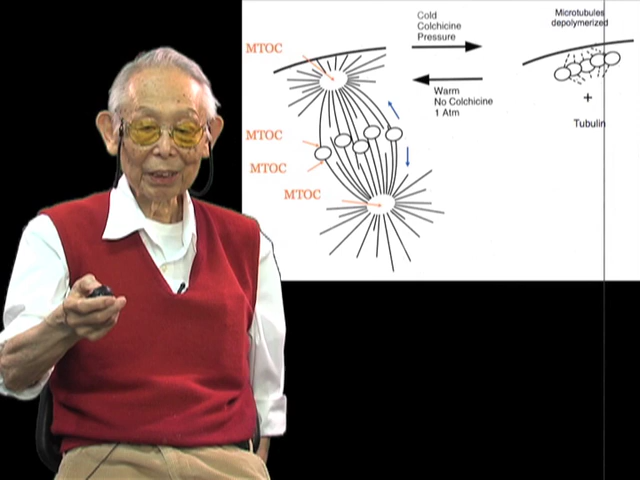 MTOC
MTOC
MTOC
MTOC
Cold
Colchicine
Pressure
Warm
No Colchicine
1 Atm
Microtubules
depolymerized
+
Tubulin